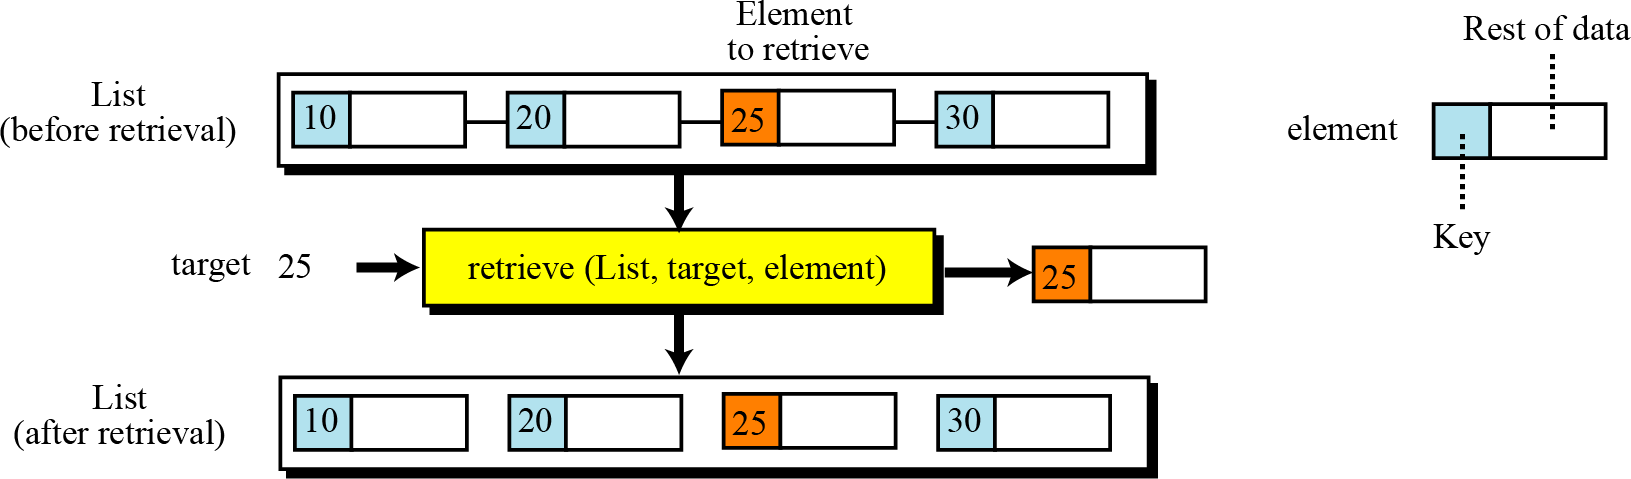 Element
to retrieve
Rest of data
List
(before retrieval)
10
20
25
30
element
Key
target 25
retrieve (List, target, element)
25
List
(after retrieval)
10
20
25
30